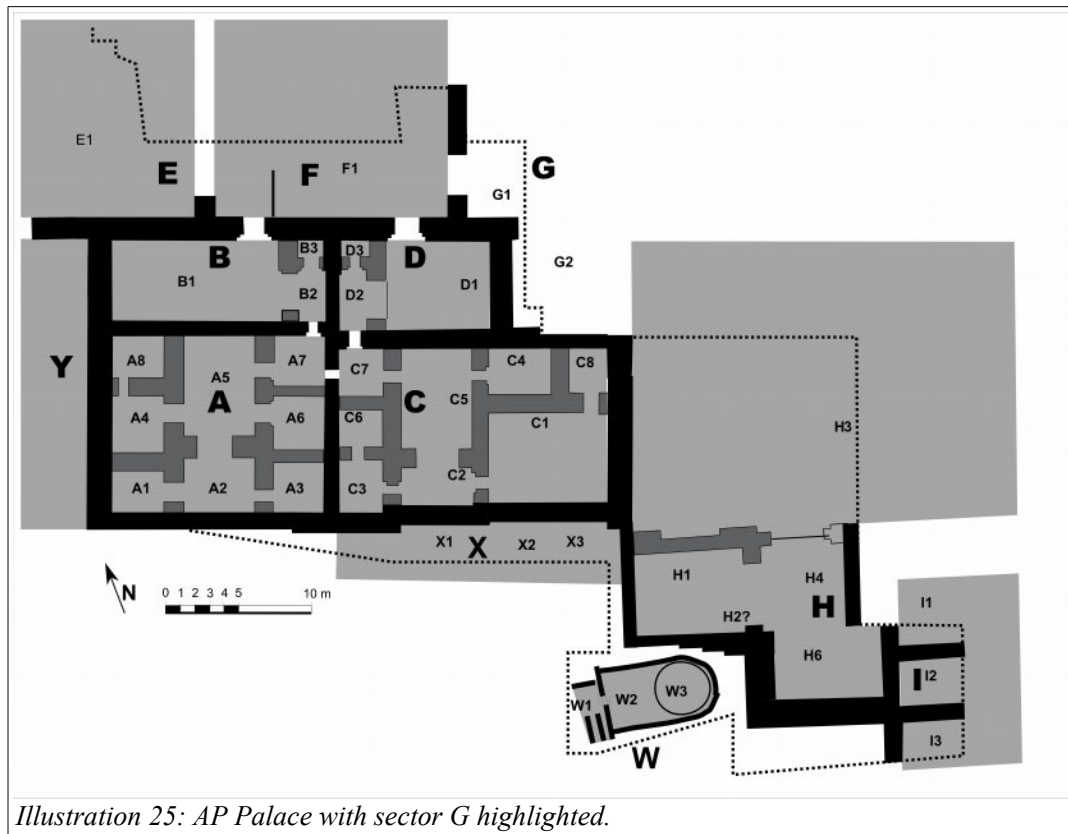 E1
E
F
F1
G
G1
G2
B
B3
D3
D
B1
B2
D2
D1
Y
A8
A7
C7
C4
C8
A5
A
C5
C
A4
A6
C6
C1
H3
C2
A1
A2
A3
C3
X1
X
X2
X3
H1
H4
H
I1
N
0 1 2 3 4 5 10 m
H2?
H6
I
I2
W3
W2
W1
I3
W
Illustration 25: AP Palace with sector G highlighted.